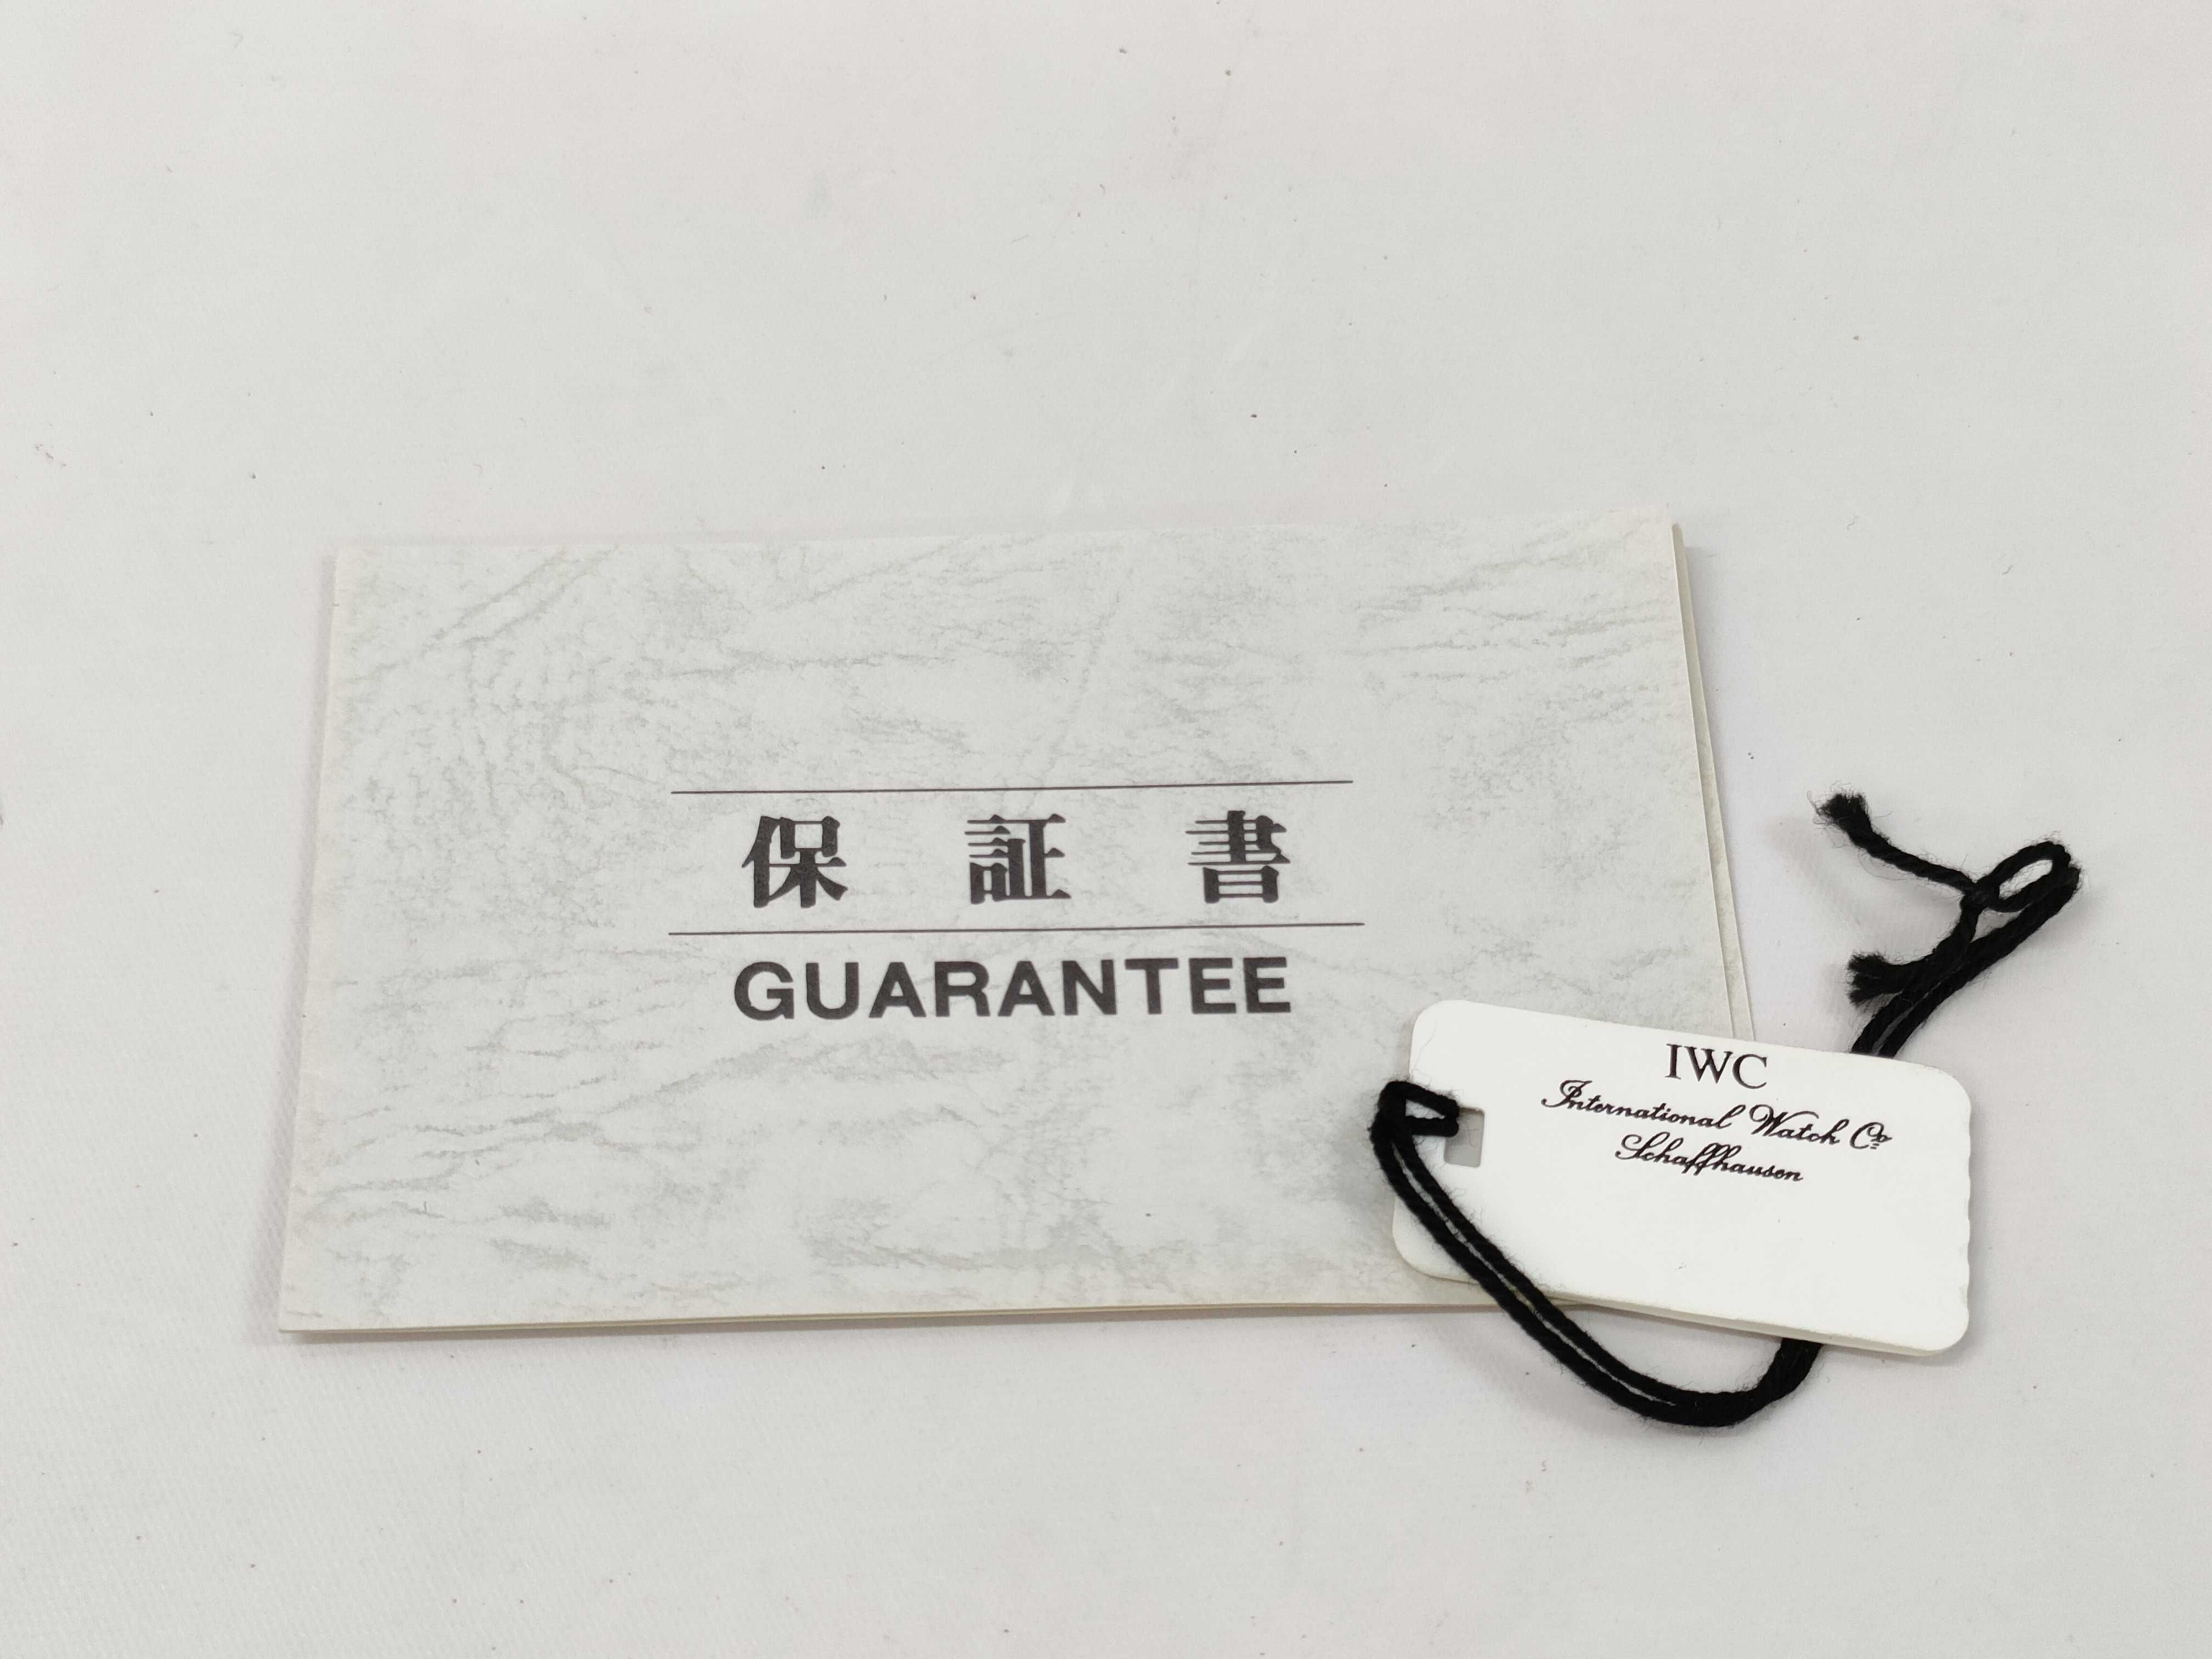 保証書
GUARANTEE
IWC
International Watch Co
Schaffhausen